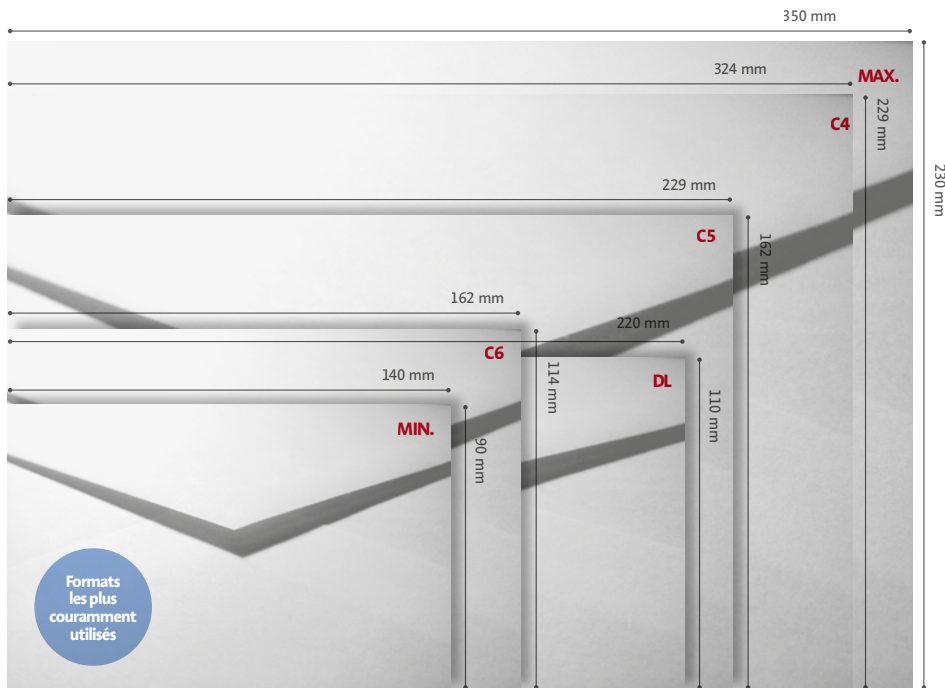 350 mm
324 mm
MAX.
229 mm
C4
230 mm
229 mm
C5
162 mm
162 mm
220 mm
C6
114 mm
140 mm
DL
110 mm
MIN.
90 mm
Formats
les plus
couramment
utilisés